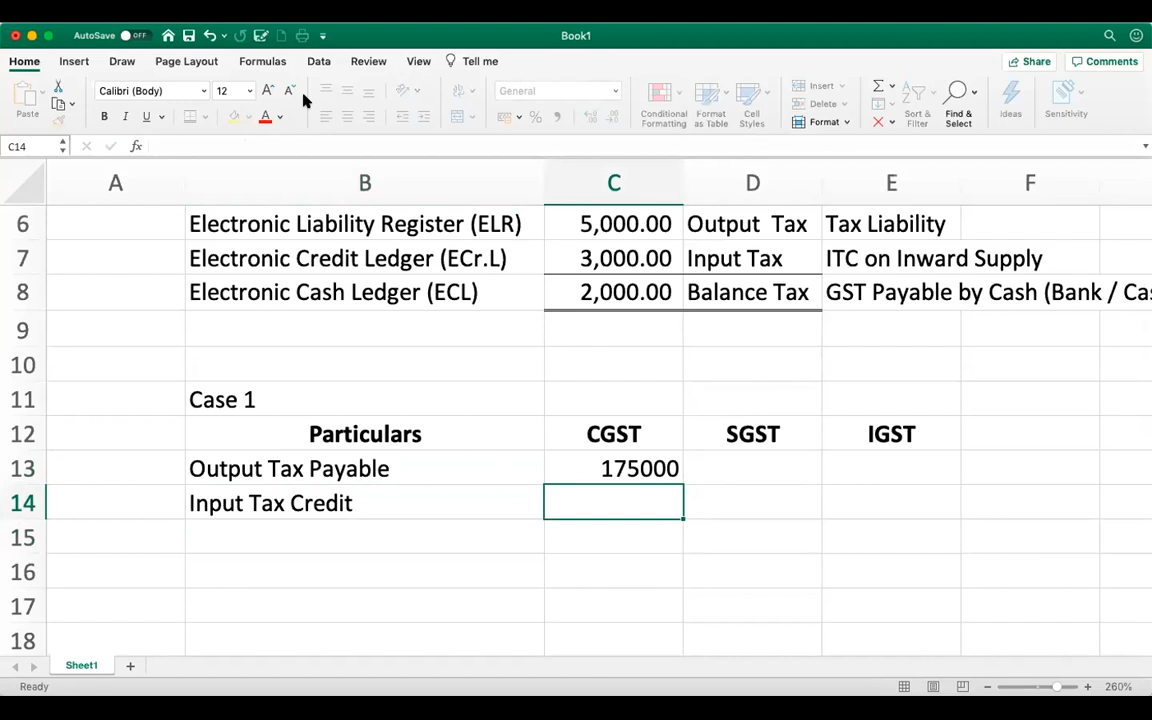 AutoSave OFF Book1
Home Insert Draw Page Layout Formulas Data Review View Tell me Share Comments
Paste Calibri (Body) 12 A A General Conditional Formatting Format as Table Cell Styles Insert Delete Format Sort & Filter Find & Select Ideas Sensitivity
B I U A %
C14 fx
A B C D E F
6 Electronic Liability Register (ELR) 5,000.00 Output Tax Tax Liability
7 Electronic Credit Ledger (ECr.L) 3,000.00 Input Tax ITC on Inward Supply
8 Electronic Cash Ledger (ECL) 2,000.00 Balance Tax GST Payable by Cash (Bank / Cas
9
10
11 Case 1
12 Particulars CGST SGST IGST
13 Output Tax Payable 175000
14 Input Tax Credit
15
16
17
18
Sheet1 +
Ready 260%